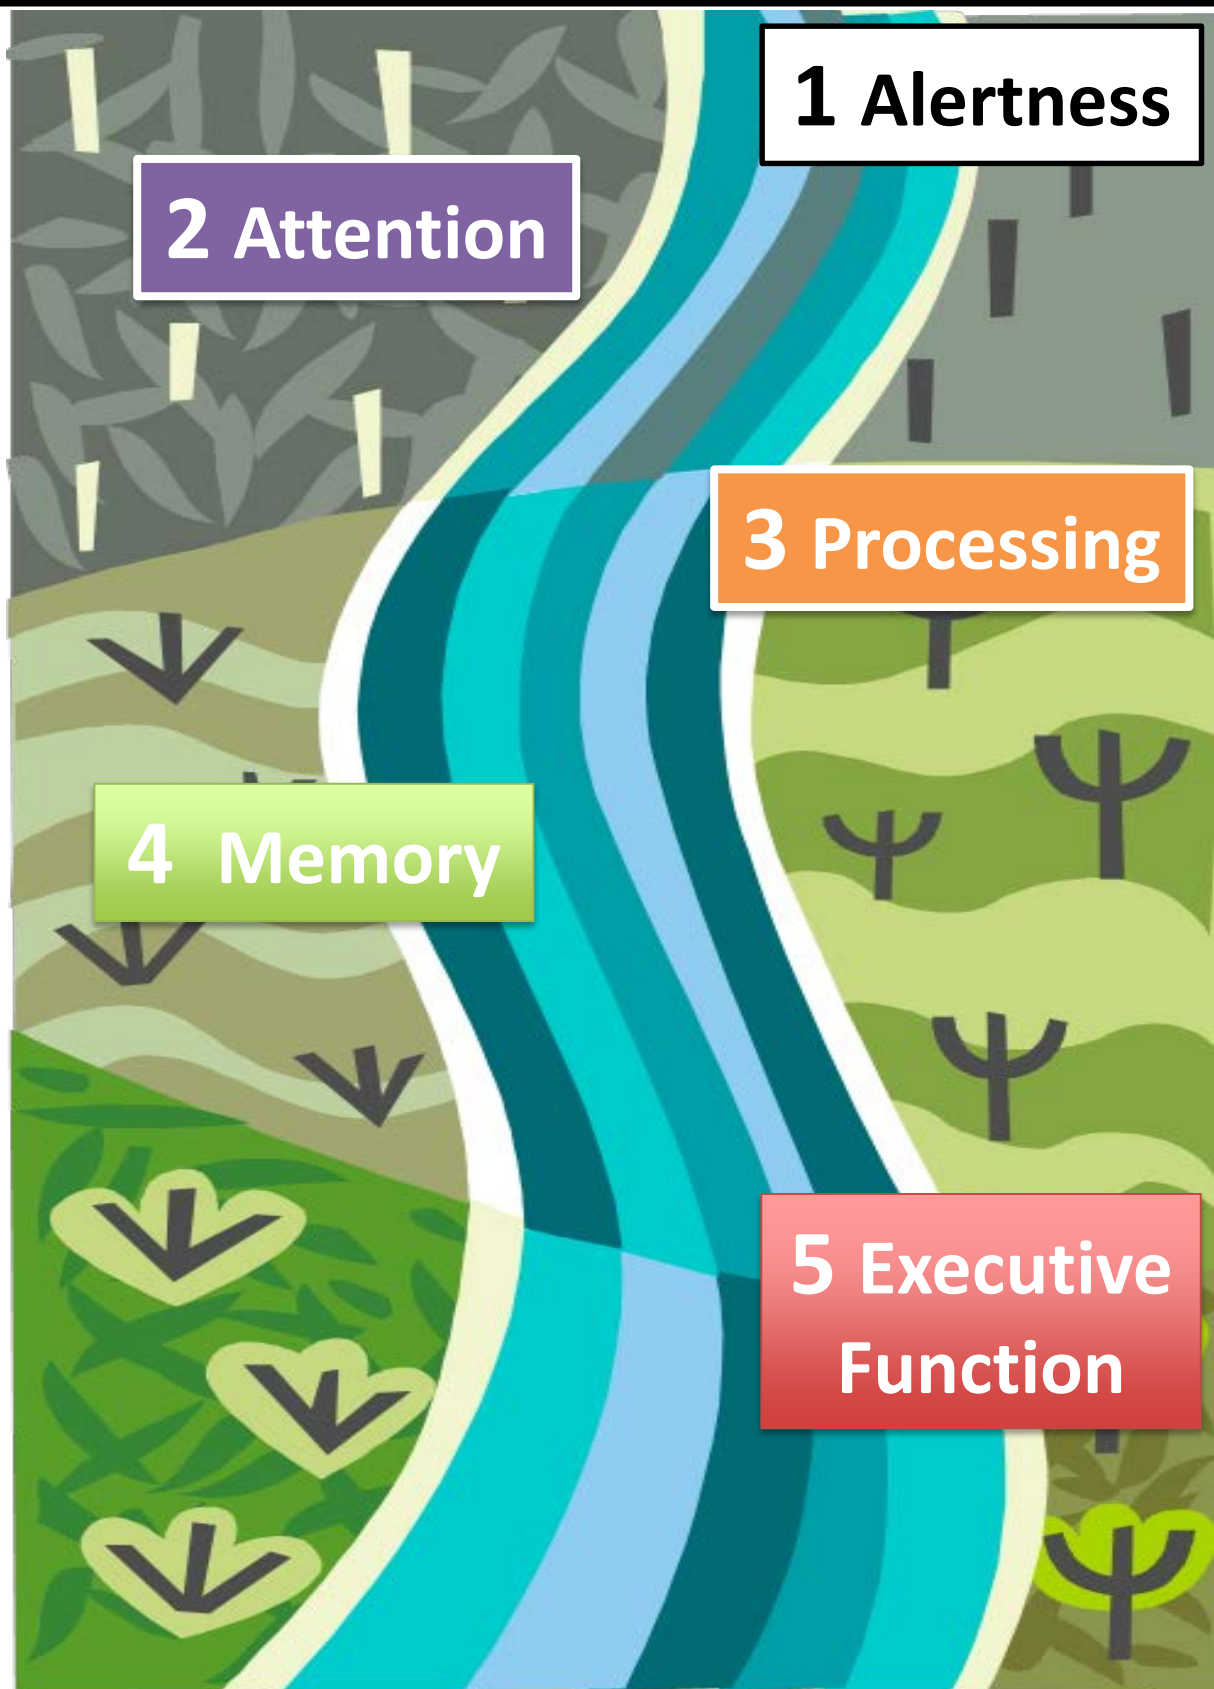 1 Alertness
2 Attention
3 Processing
4 Memory
5 Executive
Function